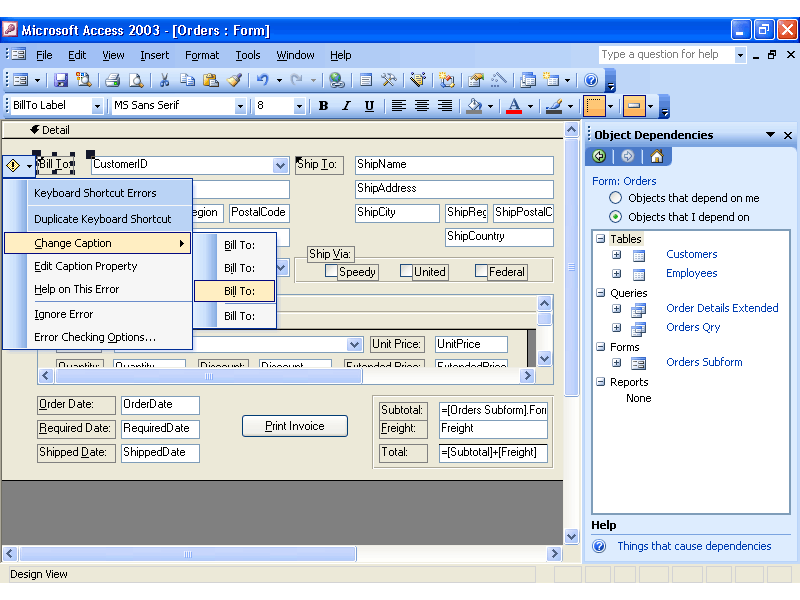 Microsoft Access 2003 - [Orders : Form]
File Edit View Insert Format Tools Window Help
Type a question for help
BillTo Label MS Sans Serif 8 B I U A
Detail
Bill To: CustomerID Ship To: ShipName
ShipAddress
egion PostalCode ShipCity ShipReg ShipPostalC
ShipCountry
Keyboard Shortcut Errors
Duplicate Keyboard Shortcut
Change Caption
Edit Caption Property
Help on This Error
Ignore Error
Error Checking Options...
Bill To:
Bill To:
Bill To:
Bill To:
Ship Via:
Speedy United Federal
Unit Price: UnitPrice
Quantity: Quantity Discount: Discount Extended Price: ExtendedPrice
Order Date: OrderDate
Required Date: RequiredDate
Shipped Date: ShippedDate
Print Invoice
Subtotal: =[Orders Subform].Forr
Freight: Freight
Total: =[Subtotal]+[Freight]
Object Dependencies
Form: Orders
Objects that depend on me
Objects that I depend on
Tables
Customers
Employees
Queries
Order Details Extended
Orders Qry
Forms
Orders Subform
Reports
None
Help
Things that cause dependencies
Design View